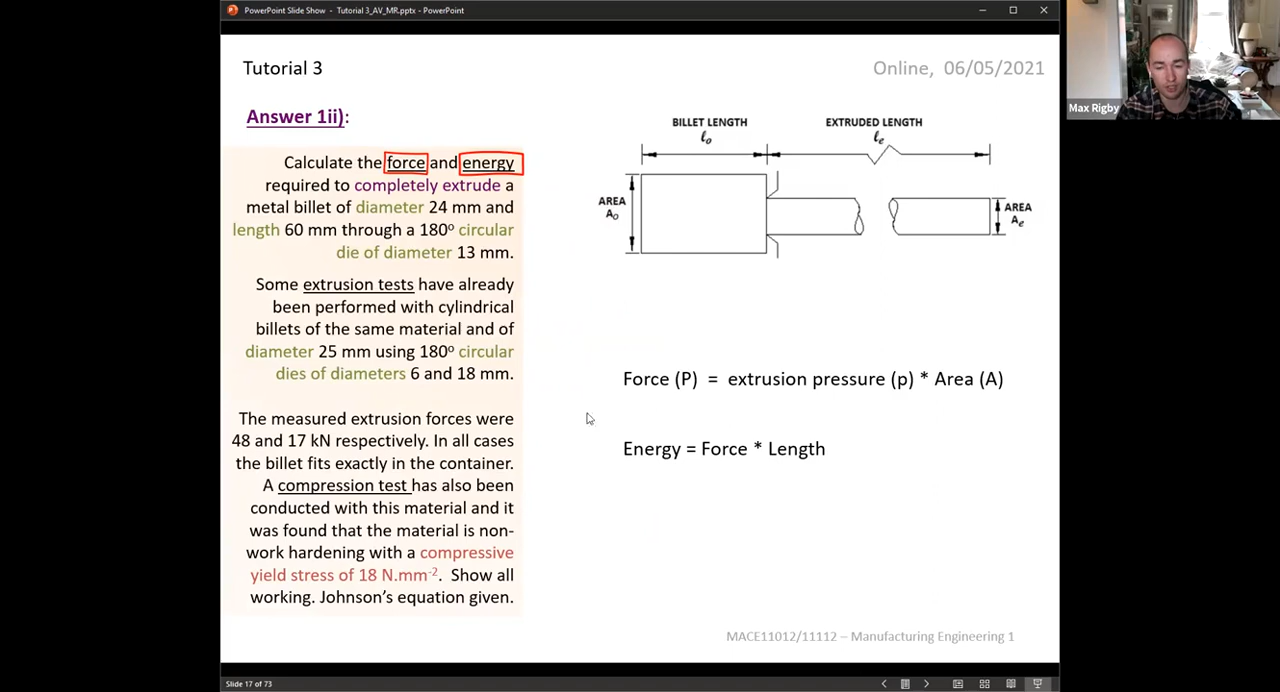 PowerPoint Slide Show - Tutorial 3_AV_MR.pptx - PowerPoint
Tutorial 3
Online, 06/05/2021
Max Rigby
Answer 1ii):
Calculate the force and energy
required to completely extrude a
metal billet of diameter 24 mm and
length 60 mm through a 180º circular
die of diameter 13 mm.
Some extrusion tests have already
been performed with cylindrical
billets of the same material and of
diameter 25 mm using 180º circular
dies of diameters 6 and 18 mm.
The measured extrusion forces were
48 and 17 kN respectively. In all cases
the billet fits exactly in the container.
A compression test has also been
conducted with this material and it
was found that the material is non-
work hardening with a compressive
yield stress of 18 N.mm⁻². Show all
working. Johnson's equation given.
BILLET LENGTH
ℓₒ
EXTRUDED LENGTH
ℓₑ
AREA
Aₒ
AREA
Aₑ
Force (P) = extrusion pressure (p) * Area (A)
Energy = Force * Length
MACE11012/11112 – Manufacturing Engineering 1
Slide 17 of 73